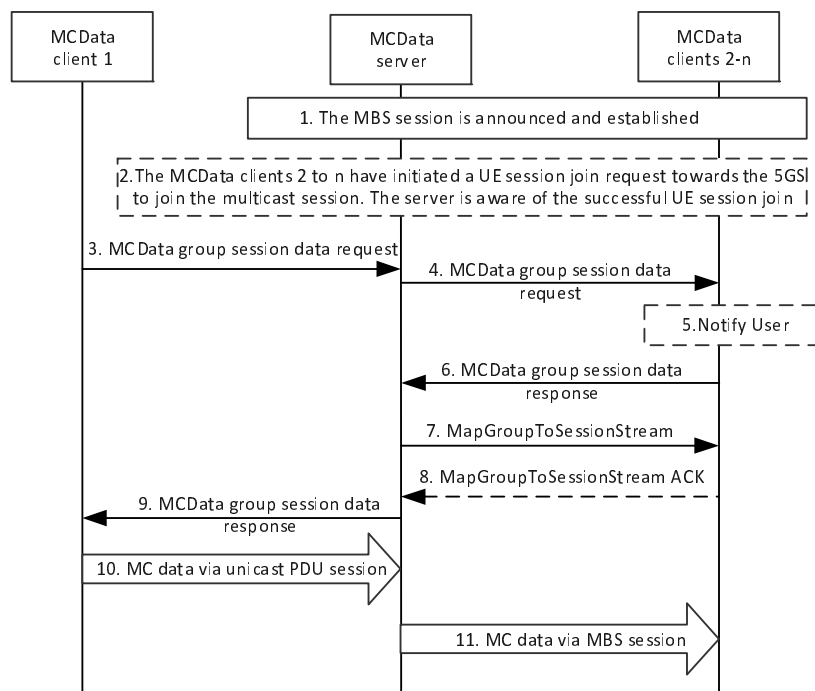 MCData
client 1
MCData
server
MCData
clients 2-n
1. The MBS session is announced and established
2.The MCData clients 2 to n have initiated a UE session join request towards the 5GS
to join the multicast session. The server is aware of the successful UE session join
3. MCData group session data request
4. MCData group session data
request
5.Notify User
6. MCData group session data
response
7. MapGroupToSessionStream
8. MapGroupToSessionStream ACK
9. MCData group session data
response
10. MC data via unicast PDU session
11. MC data via MBS session